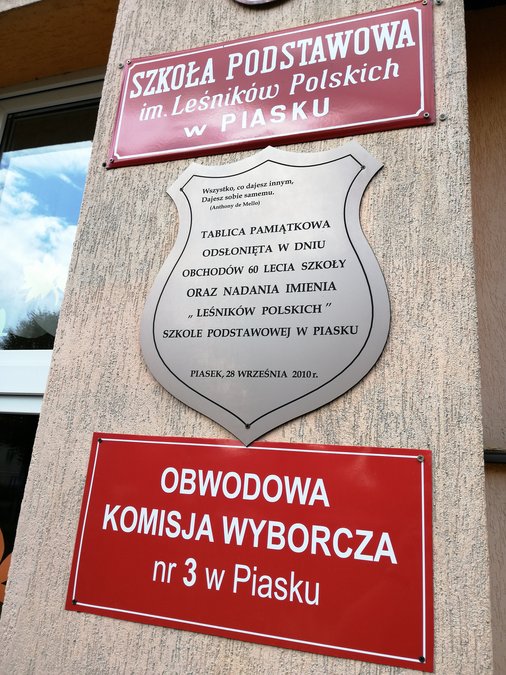 SZKOŁA PODSTAWOWA
im. Leśników Polskich
W PIASKU
Wszystko, co dajesz innym,
Dajesz sobie samemu.
(Anthony de Mello)
TABLICA PAMIĄTKOWA
ODSŁONIĘTA W DNIU
OBCHODÓW 60 LECIA SZKOŁY
ORAZ NADANIA IMIENIA
„ LEŚNIKÓW POLSKICH ”
SZKOLE PODSTAWOWEJ W PIASKU
PIASEK, 28 WRZEŚNIA 2010 r.
OBWODOWA
KOMISJA WYBORCZA
nr 3 w Piasku